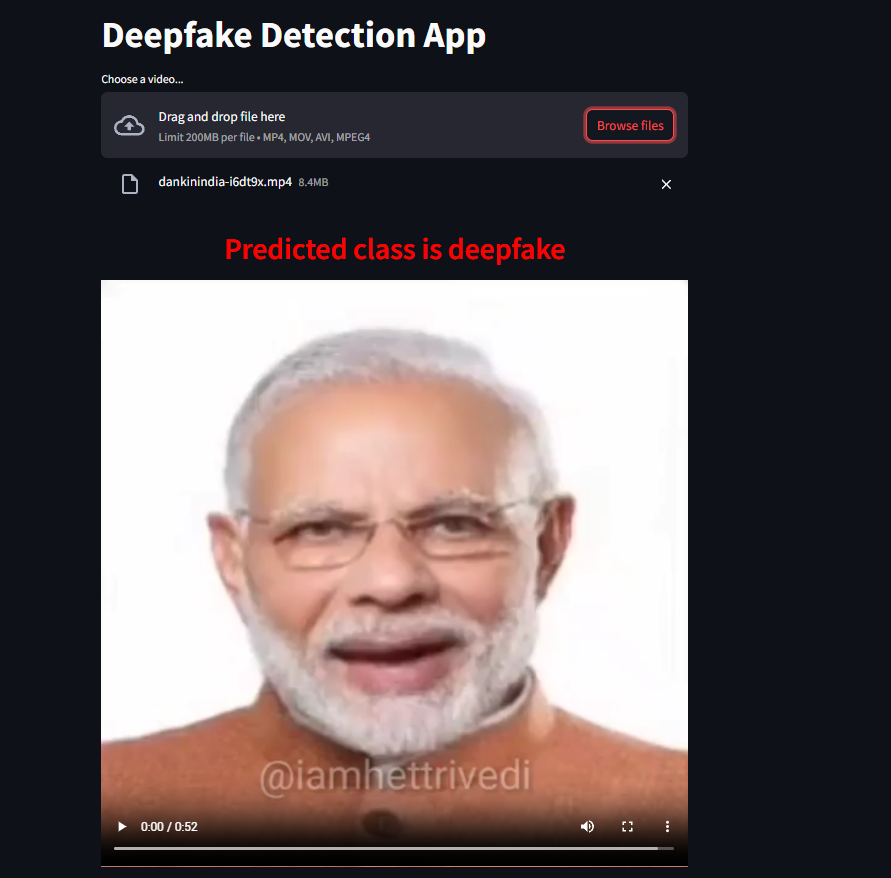 Deepfake Detection App
Choose a video...
Drag and drop file here
Limit 200MB per file • MP4, MOV, AVI, MPEG4
Browse files
dankinindia-i6dt9x.mp4 8.4MB
Predicted class is deepfake
@iamhettrivedi
0:00 / 0:52